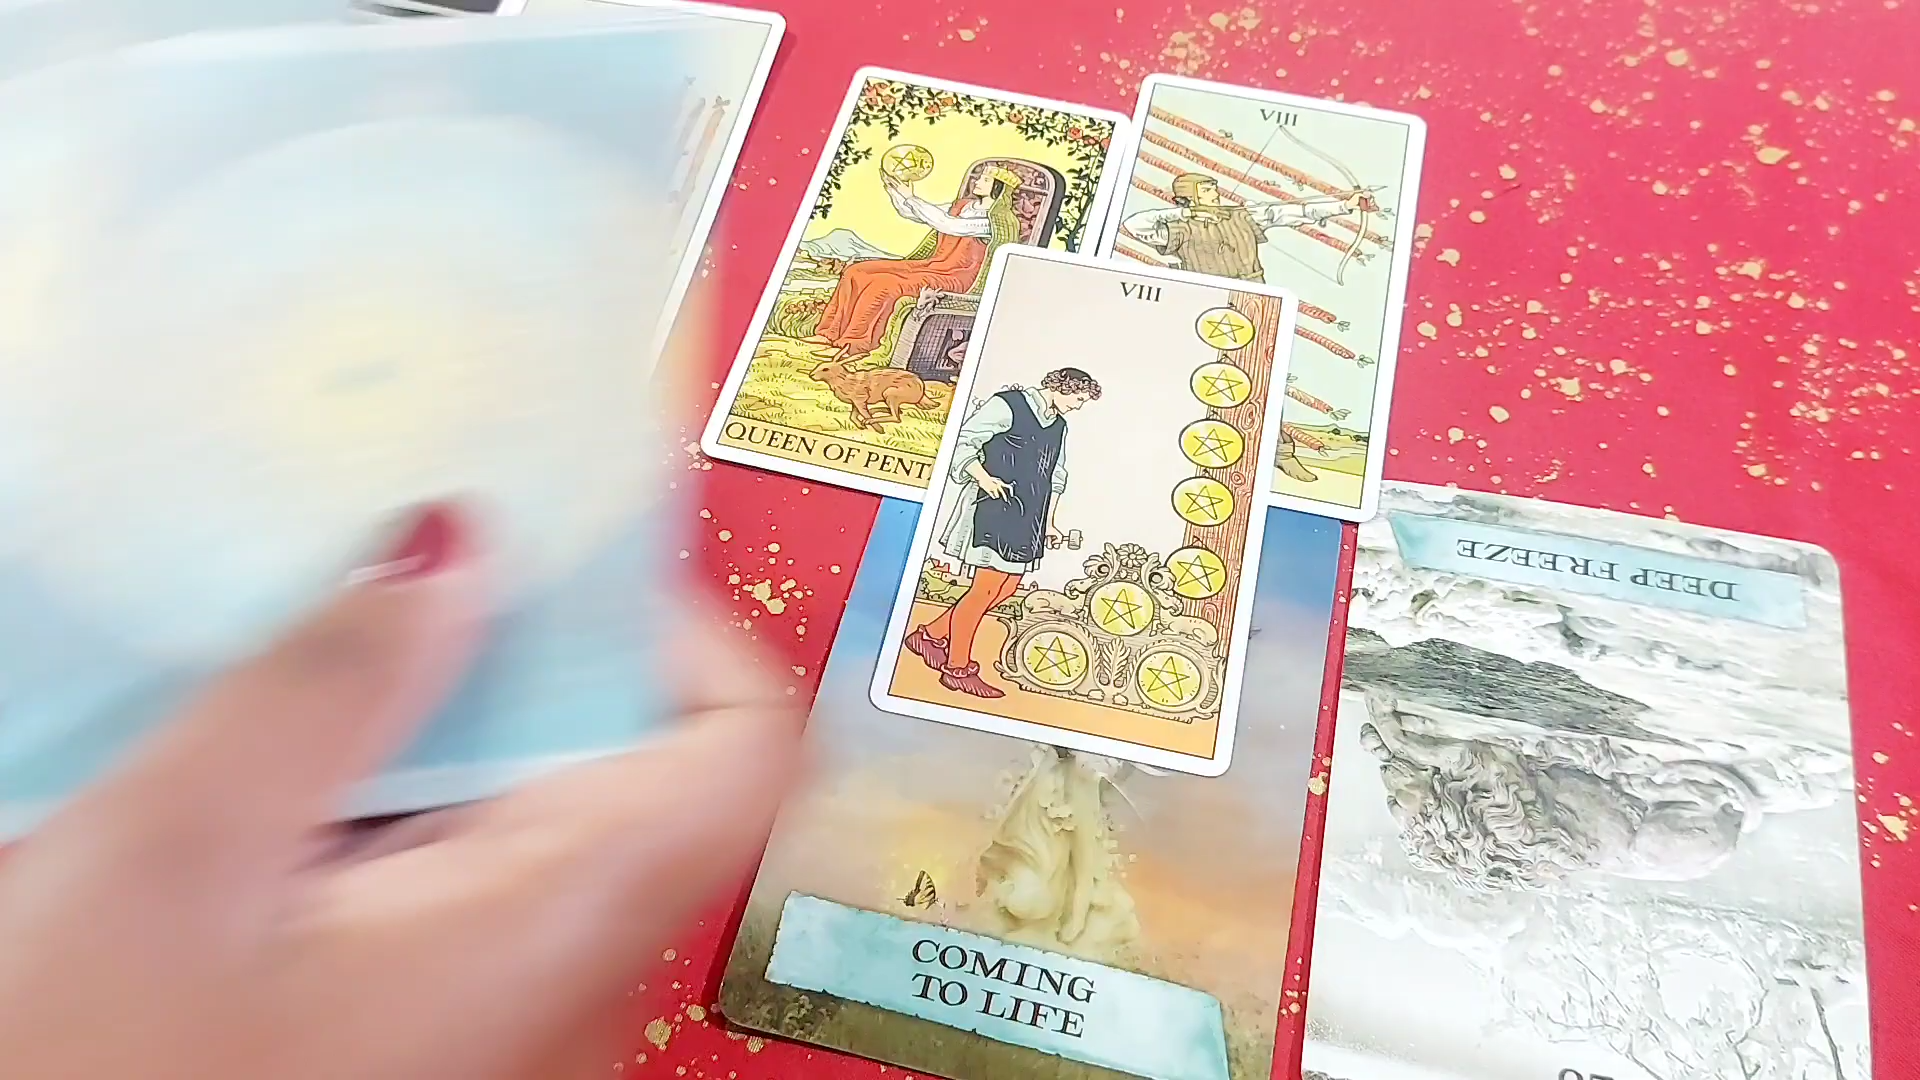 VIII
QUEEN OF PENT
VIII
DEEP FREEZE
COMING
TO LIFE